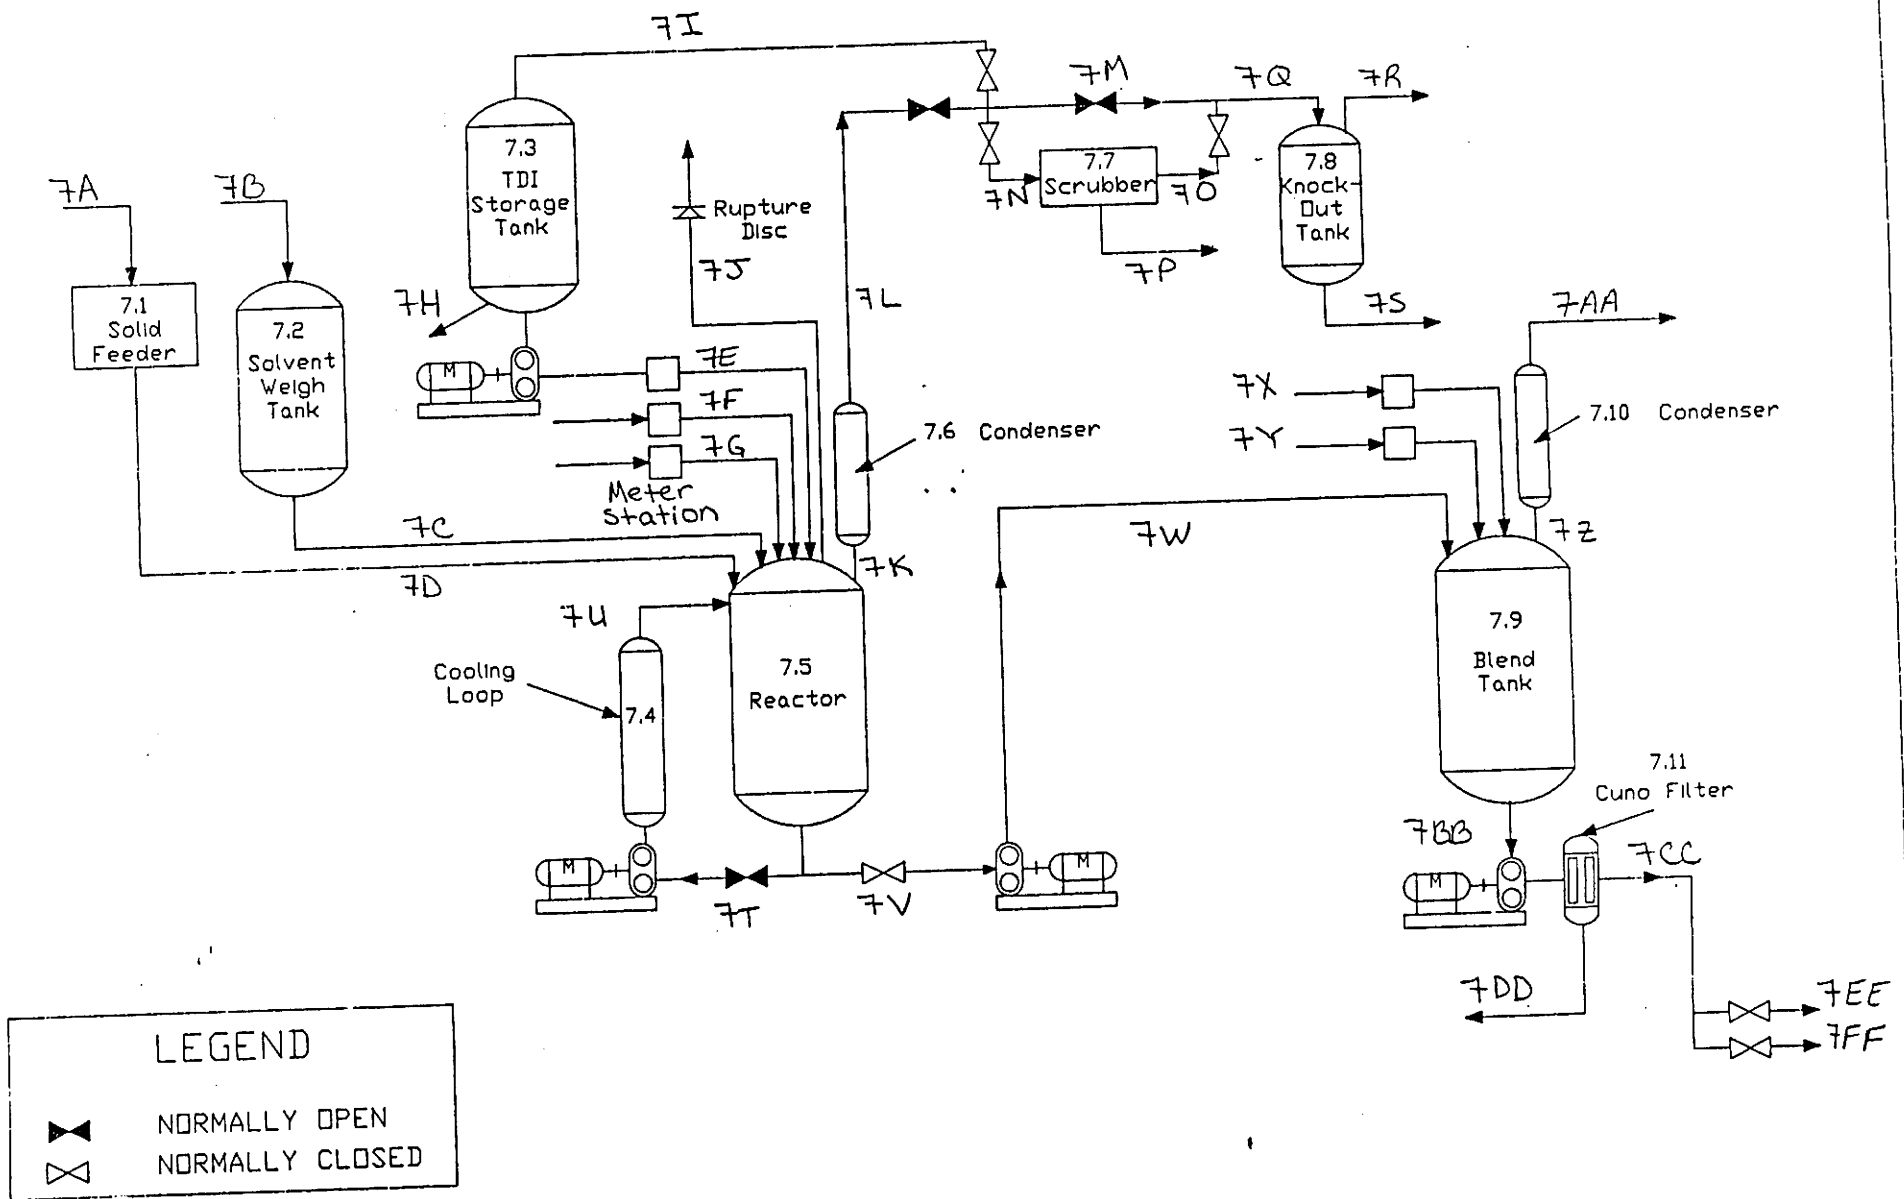 7I
7M
7Q
7R
7.3
TDI
Storage
Tank
7A
7B
7.7
Scrubber
7N
7O
7P
7.8
Knock-
Out
Tank
Rupture
Disc
7J
7H
7L
7S
7AA
7.1
Solid
Feeder
7.2
Solvent
Weigh
Tank
M
7E
7F
7G
Meter
Station
7.6 Condenser
7X
7Y
7.10 Condenser
7C
7D
7K
7W
7Z
7U
Cooling
Loop
7.4
7.5
Reactor
7.9
Blend
Tank
7.11
Cuno Filter
M
7T
7V
M
7BB
M
7CC
7DD
7EE
7FF
LEGEND
NORMALLY OPEN
NORMALLY CLOSED